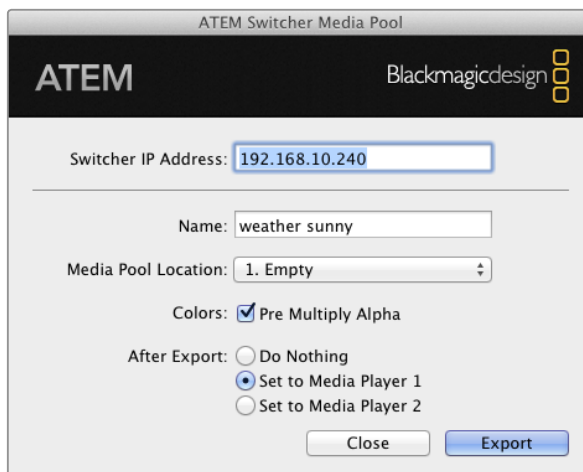 ATEM Switcher Media Pool
ATEM
Blackmagicdesign
Switcher IP Address: 192.168.10.240
Name: weather sunny
Media Pool Location: 1. Empty
Colors: Pre Multiply Alpha
After Export: Do Nothing
Set to Media Player 1
Set to Media Player 2
Close Export